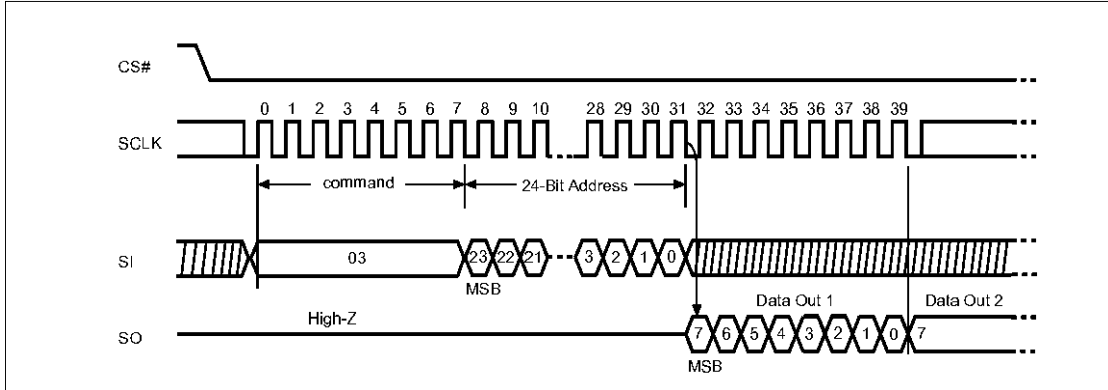 CS#
0 1 2 3 4 5 6 7 8 9 10 28 29 30 31 32 33 34 35 36 37 38 39
SCLK
command 24-Bit Address
SI 03 23 22 21 3 2 1 0
MSB Data Out 1 Data Out 2
High-Z
SO 7 6 5 4 3 2 1 0 7
MSB